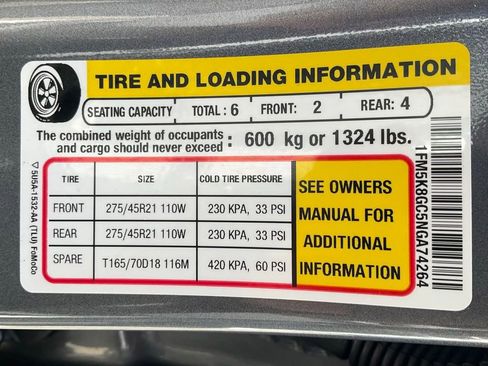 TIRE AND LOADING INFORMATION
SEATING CAPACITY TOTAL : 6 FRONT: 2 REAR: 4
The combined weight of occupants
and cargo should never exceed : 600 kg or 1324 lbs.
TIRE SIZE COLD TIRE PRESSURE
FRONT 275/45R21 110W 230 KPA, 33 PSI
REAR 275/45R21 110W 230 KPA, 33 PSI
SPARE T165/70D18 116M 420 KPA, 60 PSI
SEE OWNERS
MANUAL FOR
ADDITIONAL
INFORMATION
5U5A-1532-AA (TLU) FoMoCo
1FM5K8GC5NGA74264